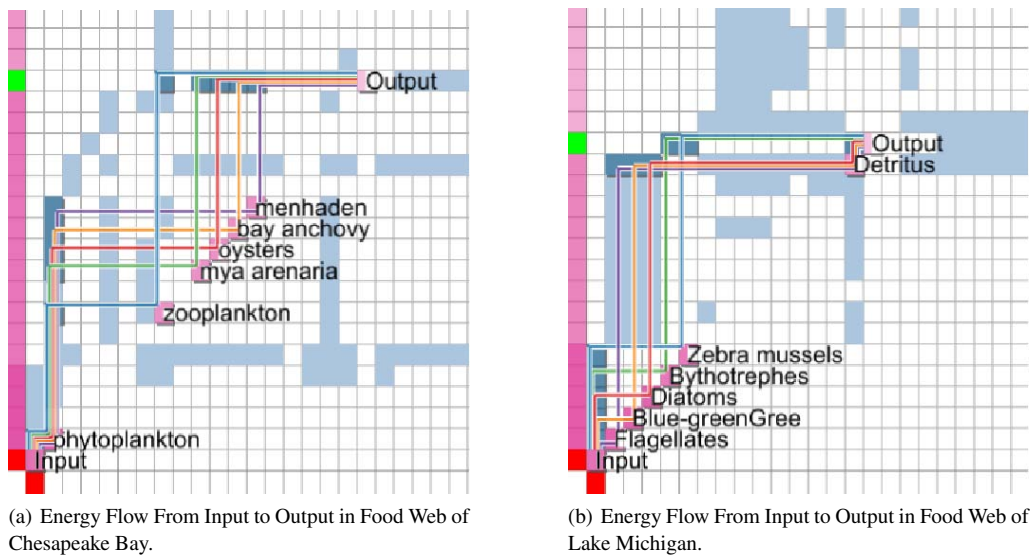 Output
menhaden
bay anchovy
oysters
mya arenaria
zooplankton
phytoplankton
Input
(a) Energy Flow From Input to Output in Food Web of
Chesapeake Bay.
Output
Detritus
Zebra mussels
Bythotrephes
Diatoms
Blue-greenGree
Flagellates
Input
(b) Energy Flow From Input to Output in Food Web of
Lake Michigan.